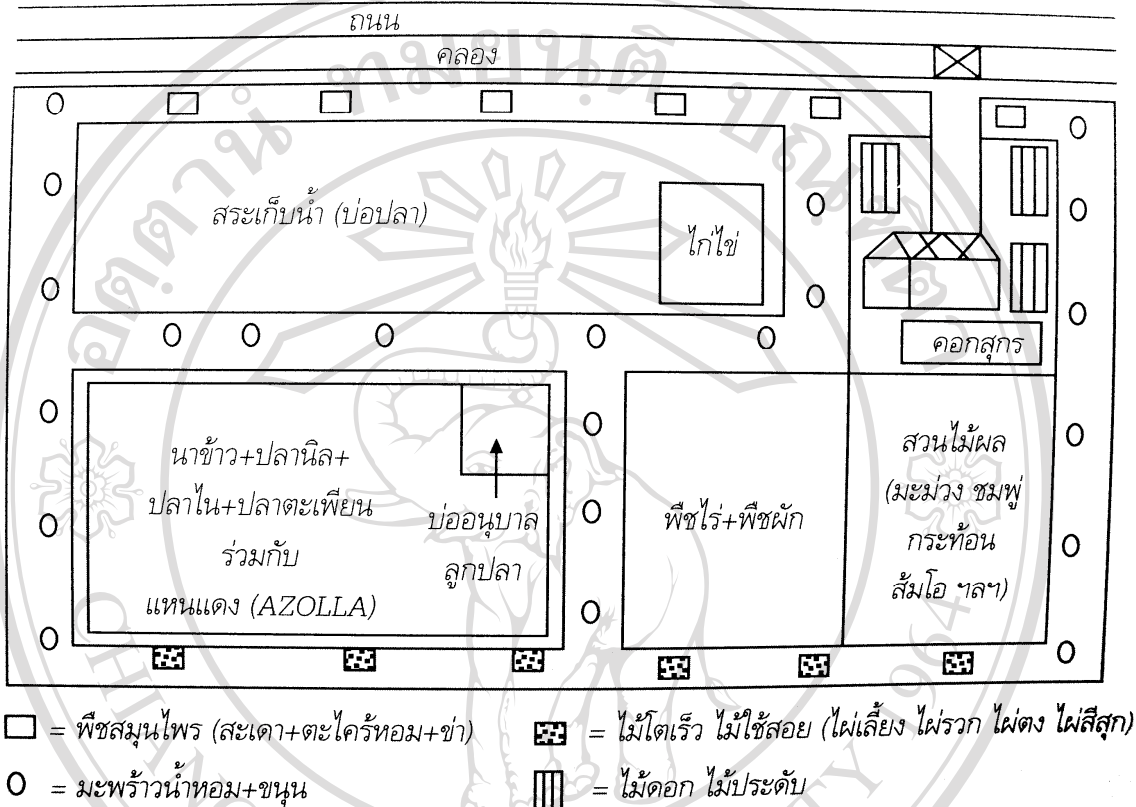 ถนน
คลอง
สระเก็บน้ำ (บ่อปลา)
ไก่ไข่
คอกสุกร
นาข้าว+ปลานิล+
ปลาไน+ปลาตะเพียน
ร่วมกับ
แหนแดง (AZOLLA)
บ่ออนุบาล
ลูกปลา
พืชไร่+พืชผัก
สวนไม้ผล
(มะม่วง ชมพู่
กระท้อน
ส้มโอ ฯลฯ)
= พืชสมุนไพร (สะเดา+ตะไคร้หอม+ข่า)
= ไม้โตเร็ว ไม้ใช้สอย (ไผ่เลี้ยง ไผ่รวก ไผ่ตง ไผ่สีสุก)
= มะพร้าวน้ำหอม+ขนุน
= ไม้ดอก ไม้ประดับ